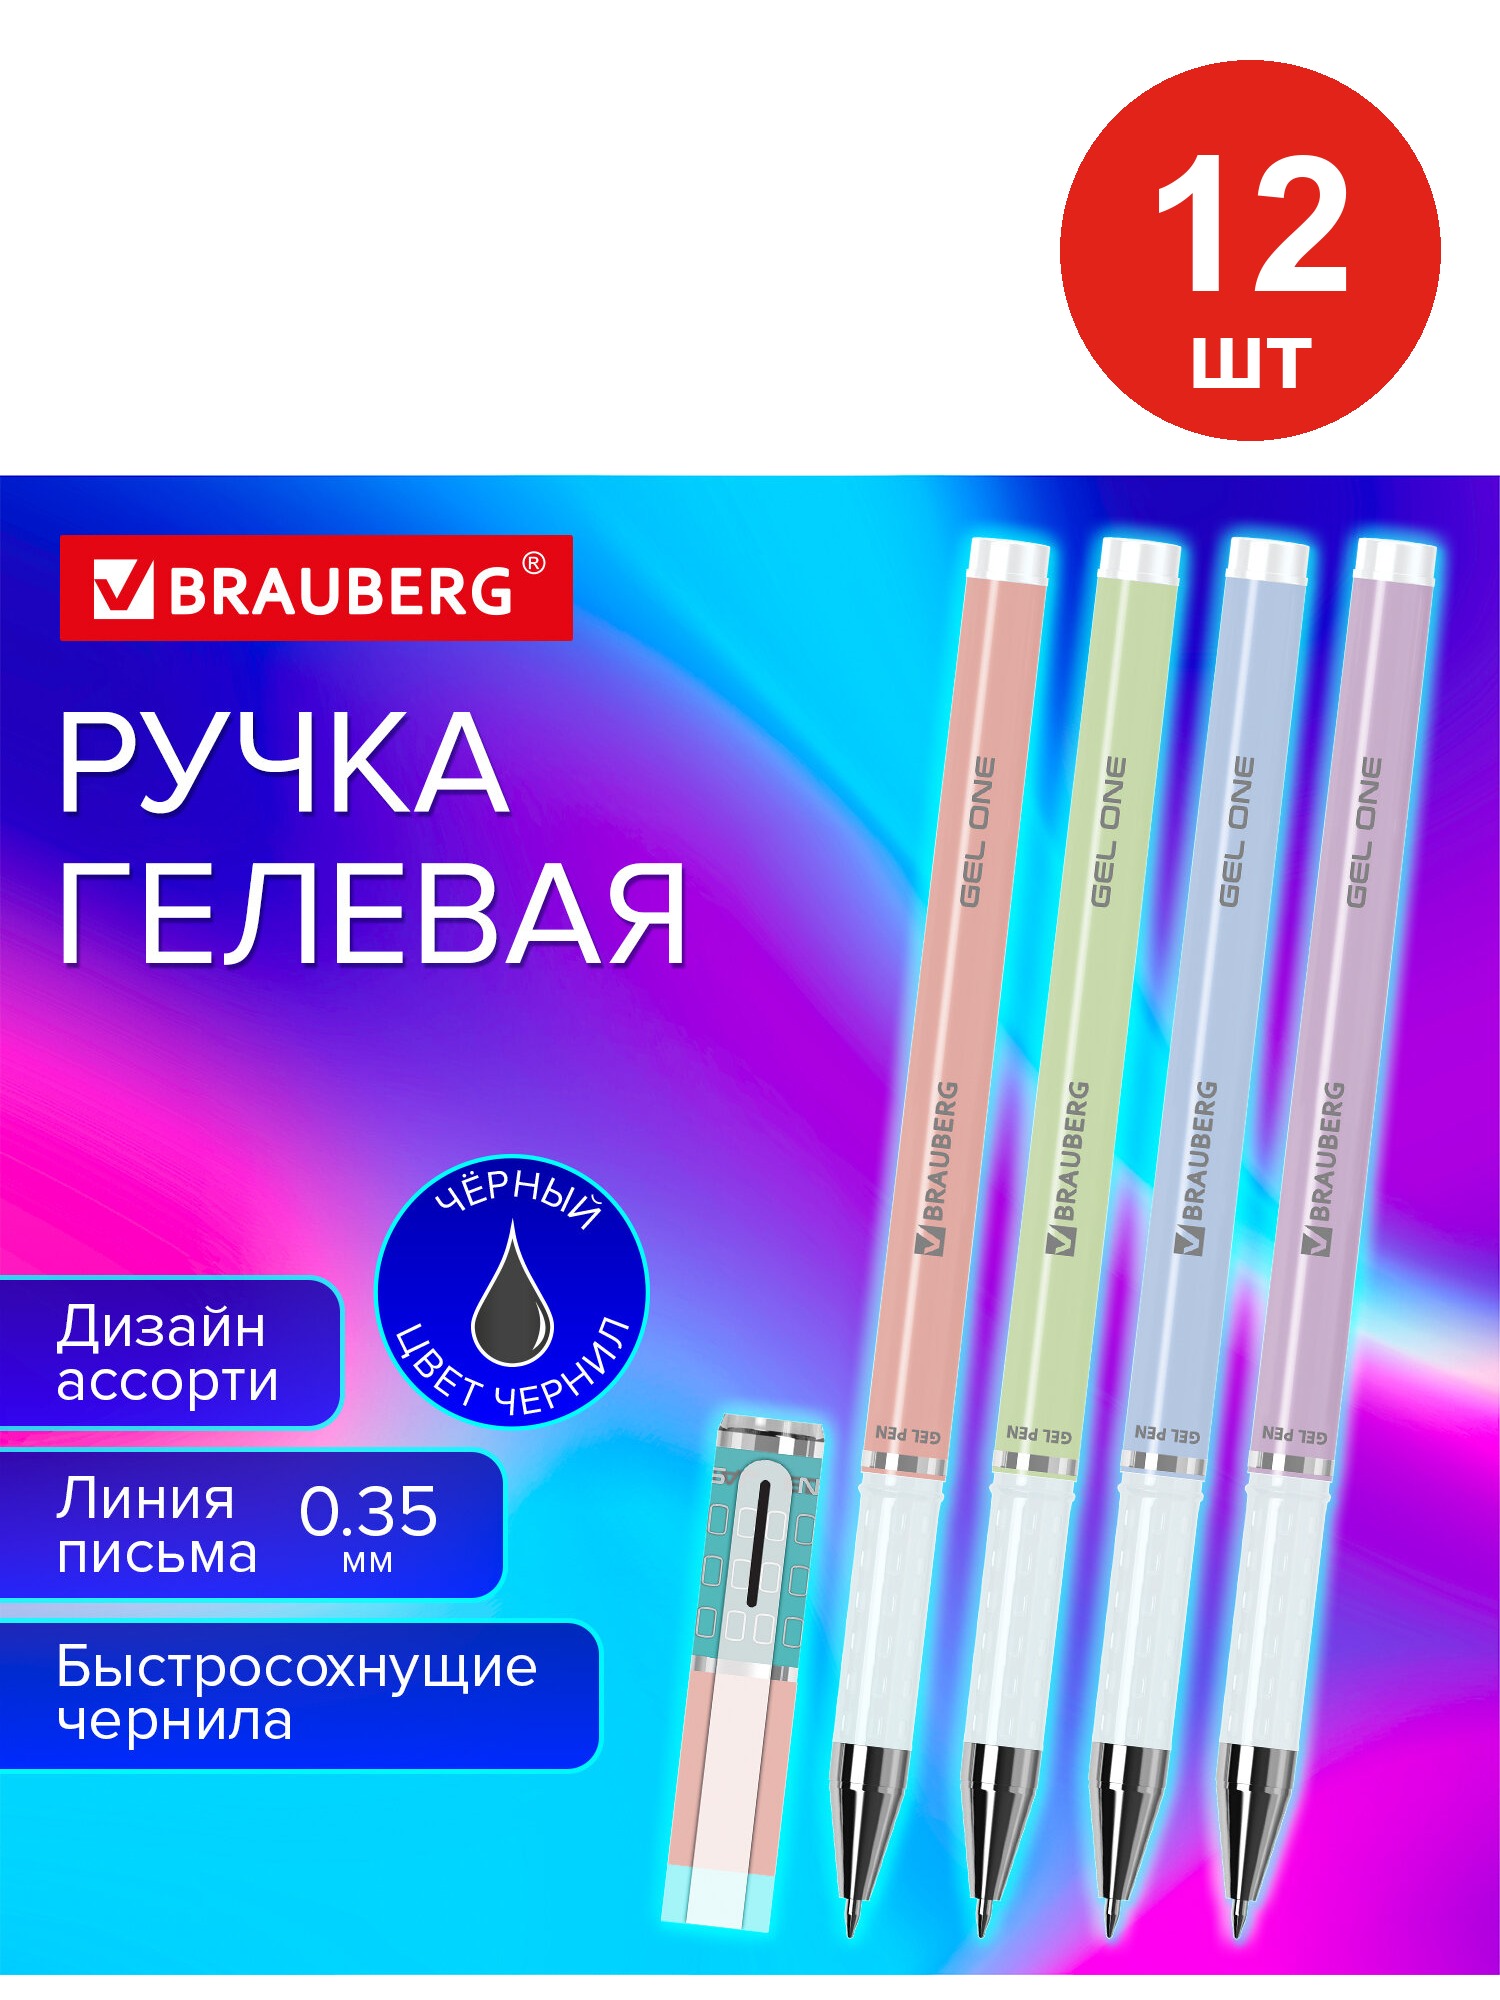 12
шт
BRAUBERG®
РУЧКА
ГЕЛЕВАЯ
ЧЁРНЫЙ
ЦВЕТ ЧЕРНИЛ
Дизайн
ассорти
Линия
письма
0.35
мм
Быстросохнущие
чернила
GEL ONE
BRAUBERG
GEL PEN
GEL ONE
BRAUBERG
GEL PEN
GEL ONE
BRAUBERG
GEL PEN
GEL ONE
BRAUBERG
GEL PEN